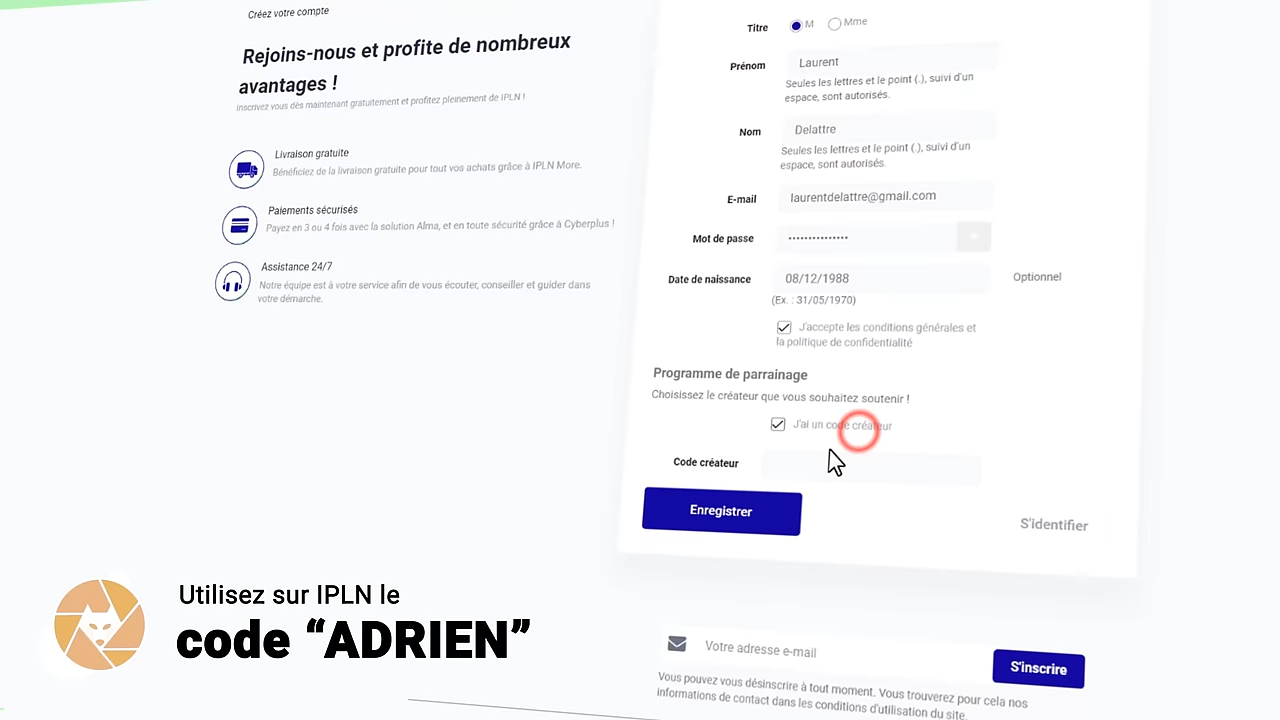 Créez votre compte
Rejoins-nous et profite de nombreux
avantages !
Inscrivez vous dès maintenant gratuitement et profitez pleinement de IPLN !
Livraison gratuite
Bénéficiez de la livraison gratuite pour tout vos achats grâce à IPLN More.
Paiements sécurisés
Payez en 3 ou 4 fois avec la solution Alma, et en toute sécurité grâce à Cyberplus !
Assistance 24/7
Notre équipe est à votre service afin de vous écouter, conseiller et guider dans
votre démarche.
Titre M Mme
Prénom Laurent
Seules les lettres et le point (.), suivi d'un
espace, sont autorisés.
Nom Delattre
Seules les lettres et le point (.), suivi d'un
espace, sont autorisés.
E-mail laurentdelattre@gmail.com
Mot de passe ···············
Date de naissance 08/12/1988 Optionnel
(Ex. : 31/05/1970)
J'accepte les conditions générales et
la politique de confidentialité
Programme de parrainage
Choisissez le créateur que vous souhaitez soutenir !
J'ai un code créateur
Code créateur
Enregistrer
S'identifier
Utilisez sur IPLN le
code “ADRIEN”
Votre adresse e-mail
S'inscrire
Vous pouvez vous désinscrire à tout moment. Vous trouverez pour cela nos
informations de contact dans les conditions d'utilisation du site.